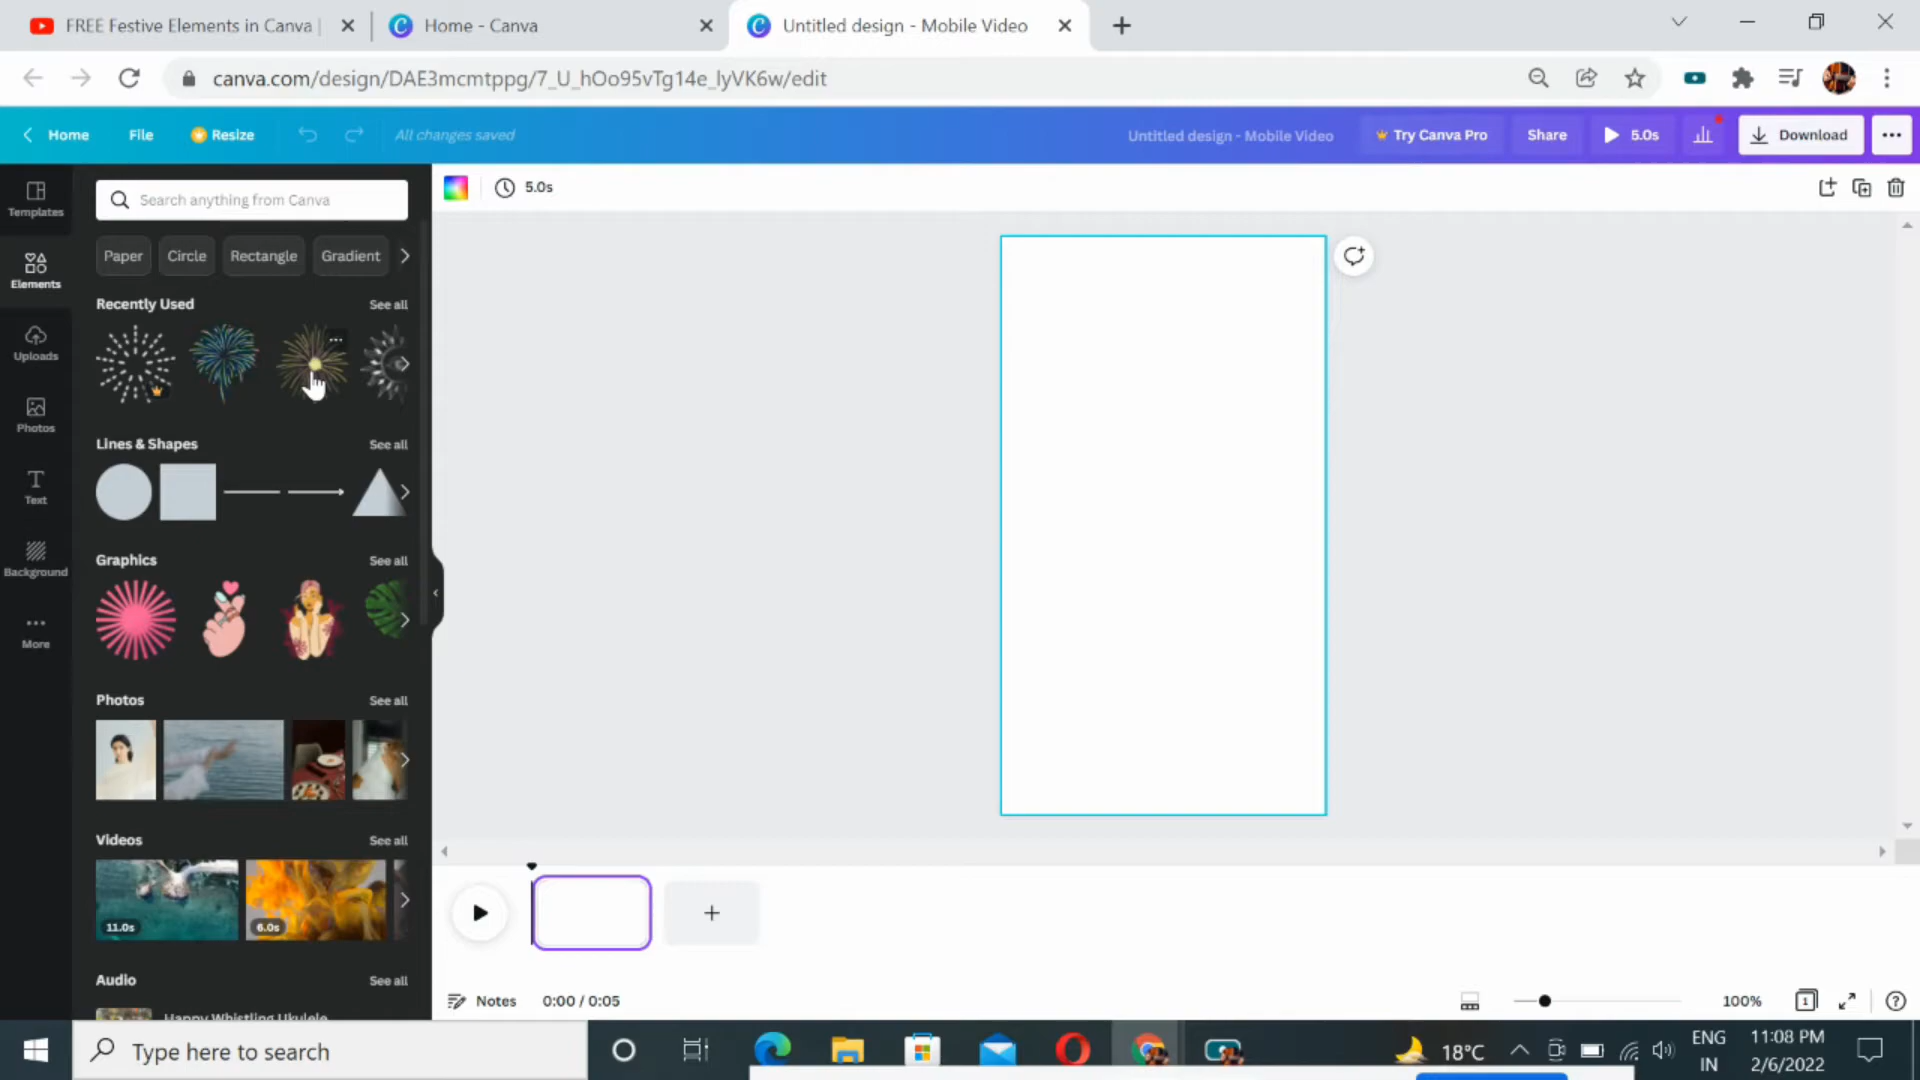 FREE Festive Elements in Canva |
Home - Canva
Untitled design - Mobile Video
canva.com/design/DAE3mcmtppg/7_U_hOo95vTg14e_lyVK6w/edit
Home
File
Resize
All changes saved
Untitled design - Mobile Video
Try Canva Pro
Share
5.0s
Download
Templates
Elements
Uploads
Photos
Text
Background
More
Search anything from Canva
Paper
Circle
Rectangle
Gradient
Recently Used
See all
Lines & Shapes
See all
Graphics
See all
Photos
See all
Videos
See all
11.0s
6.0s
Audio
See all
Happy Whistling Ukulele
5.0s
Notes
0:00 / 0:05
100%
1
Type here to search
18°C
ENG
IN
11:08 PM
2/6/2022